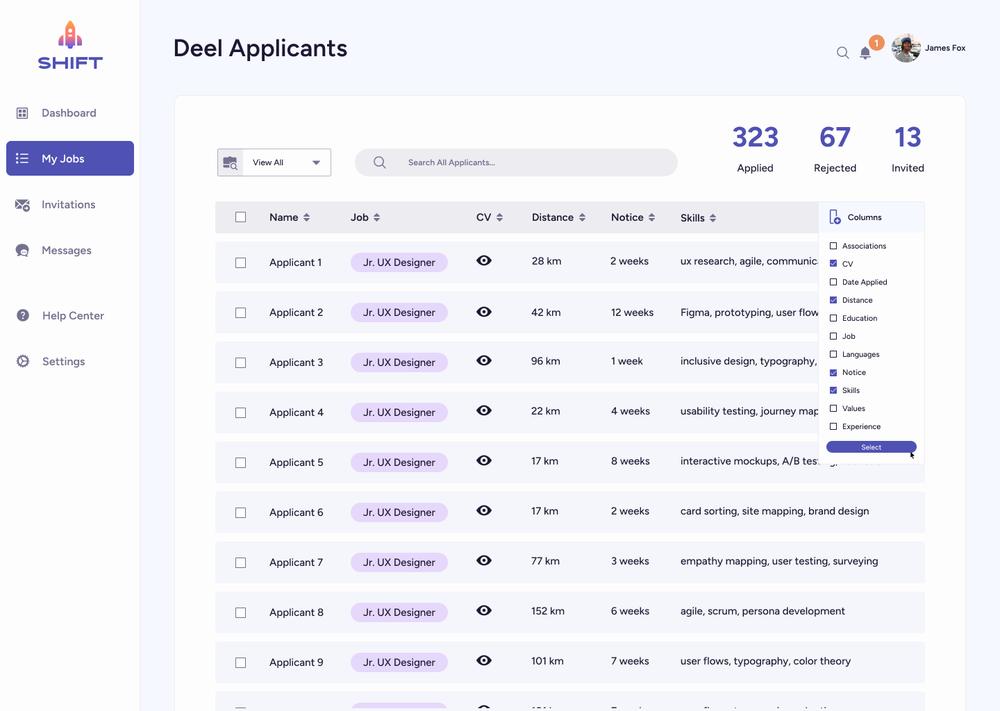 SHIFT
Dashboard
My Jobs
Invitations
Messages
Help Center
Settings
Deel Applicants
1
James Fox
View All
Search All Applicants...
323 67 13
Applied Rejected Invited
Name Job CV Distance Notice Skills
Columns
Associations
CV
Date Applied
Distance
Education
Job
Languages
Notice
Skills
Values
Experience
Select
Applicant 1 Jr. UX Designer 28 km 2 weeks ux research, agile,
Applicant 2 Jr. UX Designer 42 km 12 weeks Figma, prototyping, user flow
Applicant 3 Jr. UX Designer 96 km 1 week inclusive design, typography,
Applicant 4 Jr. UX Designer 22 km 4 weeks usability testing, journey map
Applicant 5 Jr. UX Designer 17 km 8 weeks interactive mockups, A/B
Applicant 6 Jr. UX Designer 17 km 2 weeks card sorting, site mapping, brand design
Applicant 7 Jr. UX Designer 77 km 3 weeks empathy mapping, user testing, surveying
Applicant 8 Jr. UX Designer 152 km 6 weeks agile, scrum, persona development
Applicant 9 Jr. UX Designer 101 km 7 weeks user flows, typography, color theory